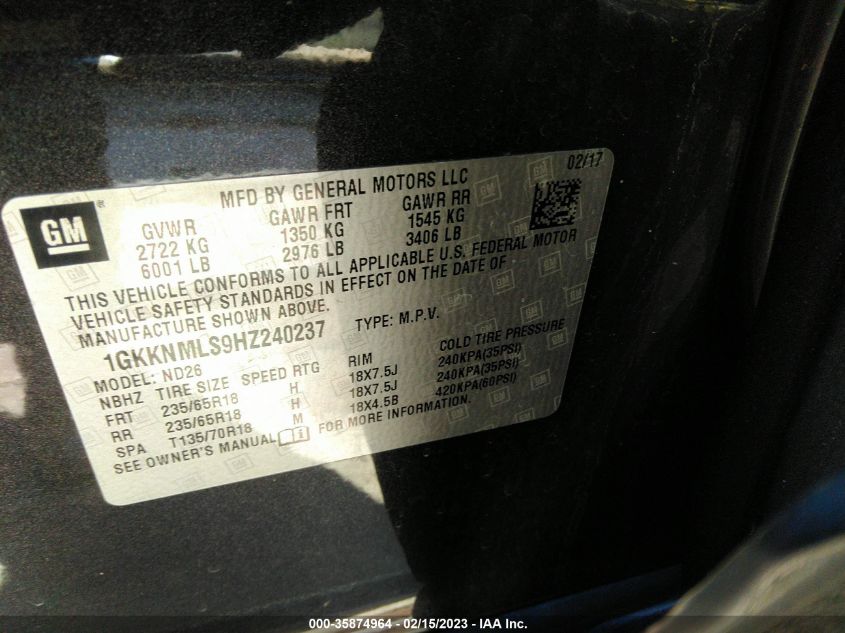 02/17
MFD BY GENERAL MOTORS LLC
GM ®
GVWR GAWR FRT GAWR RR
2722 KG 1350 KG 1545 KG
6001 LB 2976 LB 3406 LB
THIS VEHICLE CONFORMS TO ALL APPLICABLE U.S. FEDERAL MOTOR
VEHICLE SAFETY STANDARDS IN EFFECT ON THE DATE OF
MANUFACTURE SHOWN ABOVE.
1GKKNMLS9HZ240237 TYPE: M.P.V.
MODEL: ND26
NBHZ TIRE SIZE SPEED RTG RIM COLD TIRE PRESSURE
FRT 235/65R18 H 18X7.5J 240KPA(35PSI)
RR 235/65R18 H 18X7.5J 240KPA(35PSI)
SPA T135/70R18 M 18X4.5B 420KPA(60PSI)
SEE OWNER'S MANUAL i FOR MORE INFORMATION.
000-35874964 - 02/15/2023 - IAA Inc.